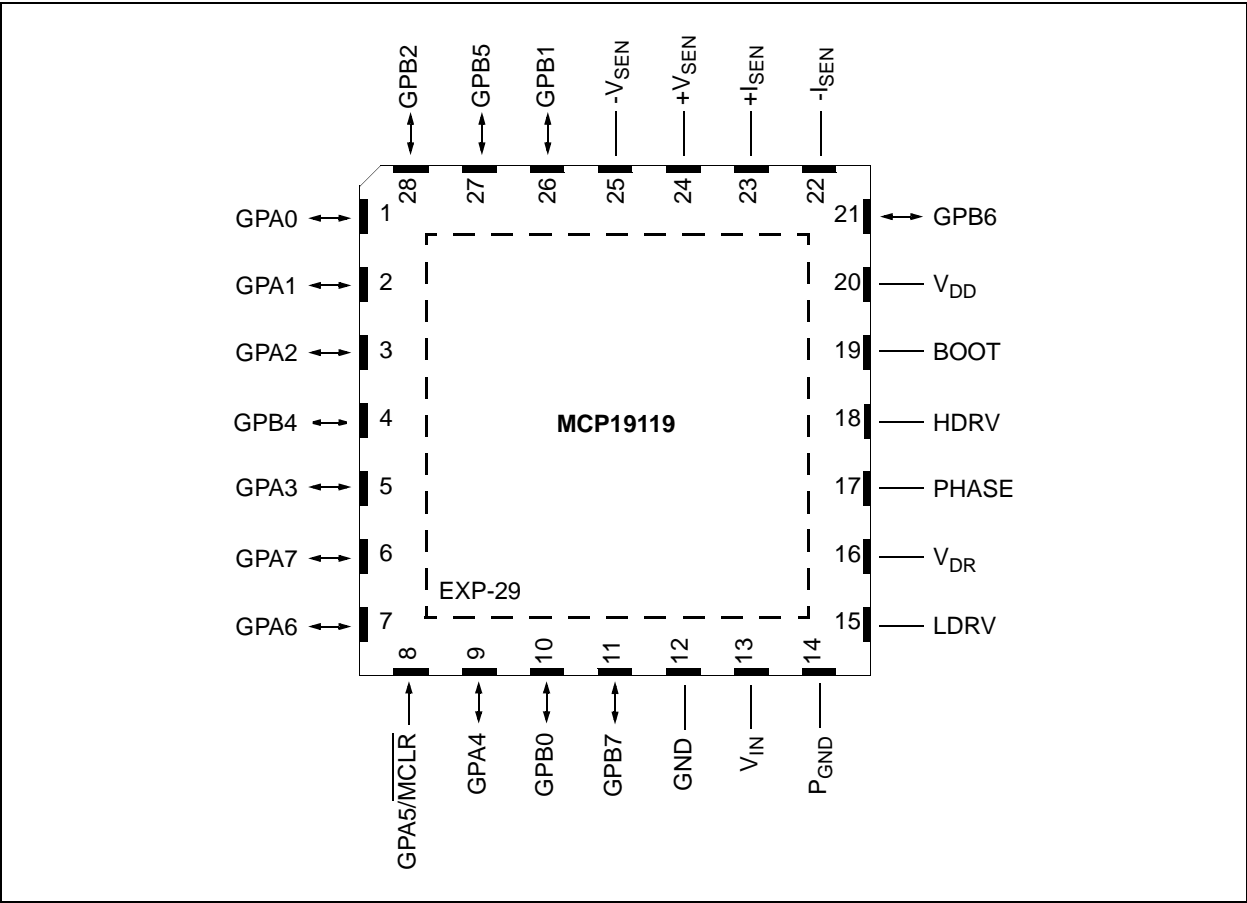 GPB2
GPB5
GPB1
-VSEN
+VSEN
+ISEN
-ISEN
28
27
26
25
24
23
22
GPA0 1
21 GPB6
GPA1 2
20 VDD
GPA2 3
19 BOOT
GPB4 4
MCP19119
18 HDRV
GPA3 5
17 PHASE
GPA7 6
16 VDR
EXP-29
GPA6 7
15 LDRV
8
9
10
11
12
13
14
GPA5/MCLR
GPA4
GPB0
GPB7
GND
VIN
PGND